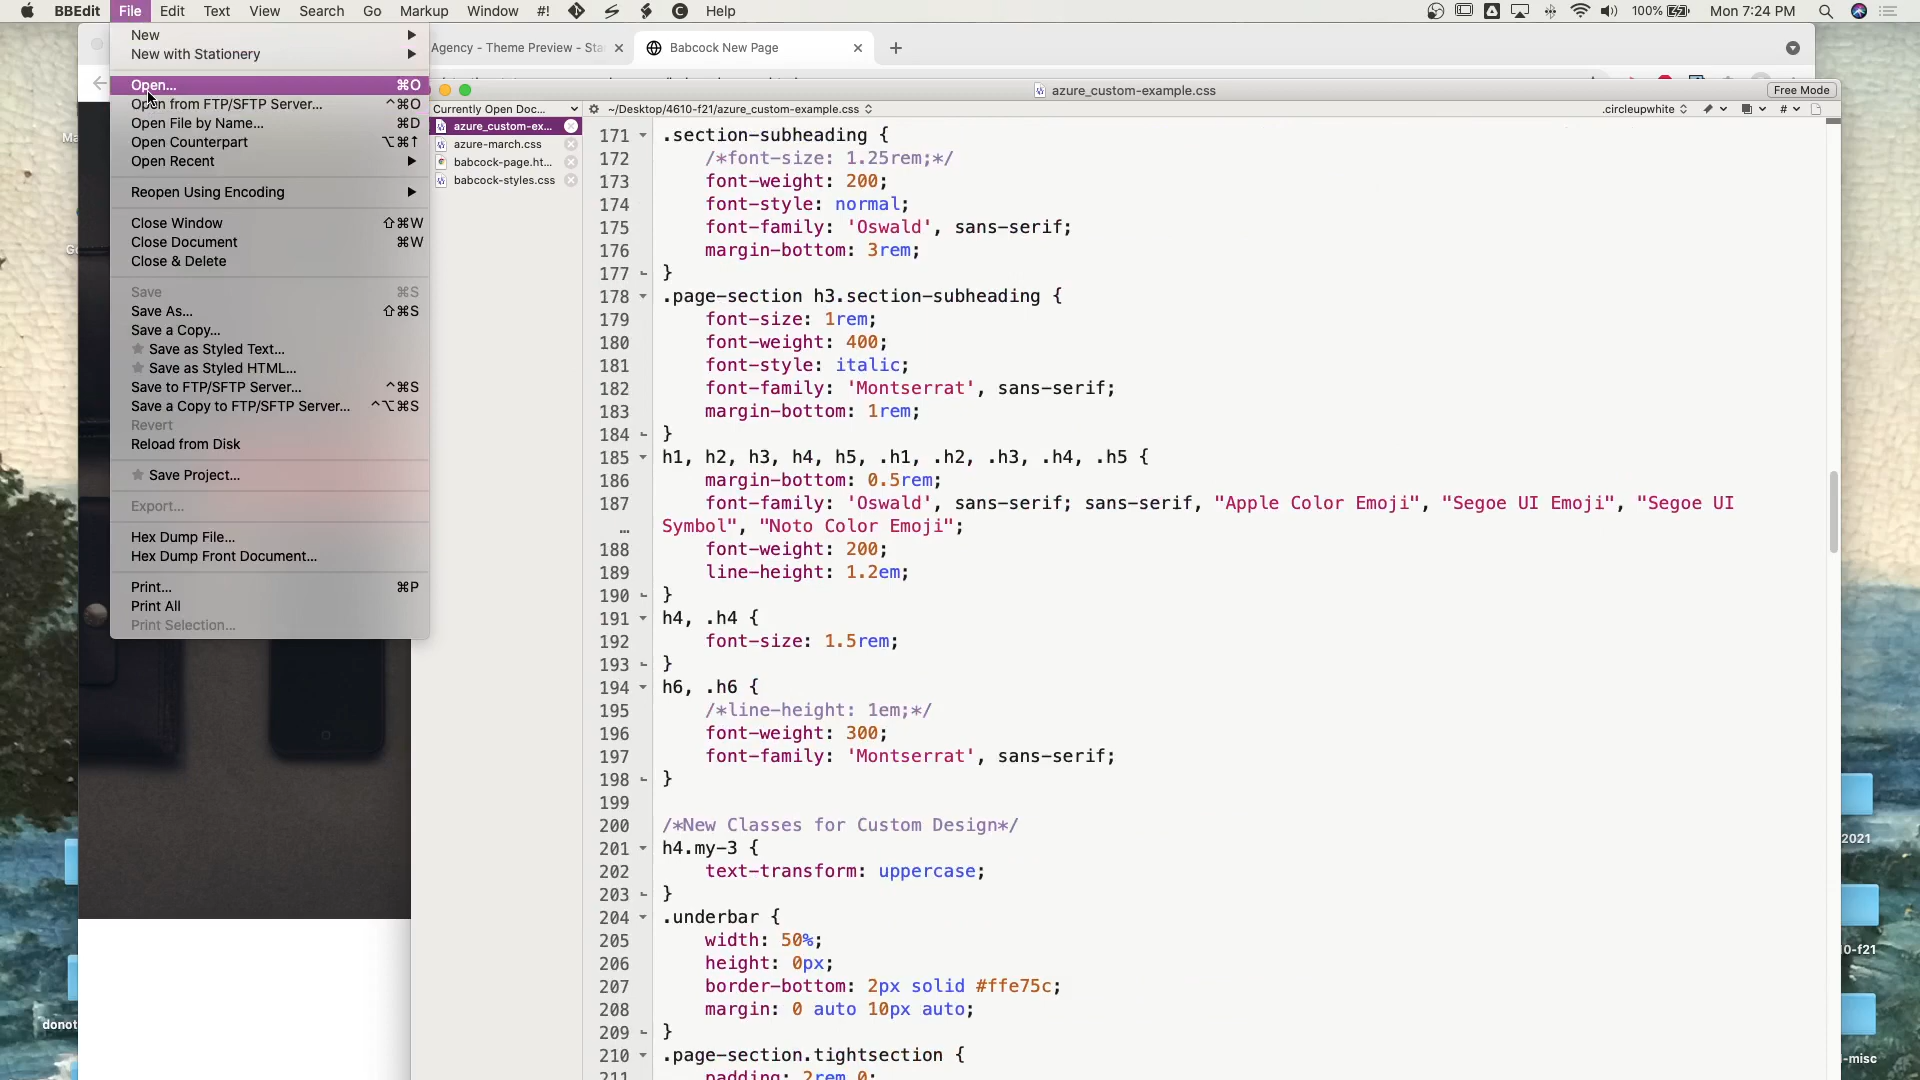 BBEdit File Edit Text View Search Go Markup Window #! Help 100% Mon 7:24 PM
Agency - Theme Preview - Sta
Babcock New Page
New
New with Stationery
Open... ⌘O
Open from FTP/SFTP Server... ^⌘O
Open File by Name... ⌘D
Open Counterpart ⌥⌘↑
Open Recent
Reopen Using Encoding
Close Window ⇧⌘W
Close Document ⌘W
Close & Delete
Save ⌘S
Save As... ⇧⌘S
Save a Copy...
Save as Styled Text...
Save as Styled HTML...
Save to FTP/SFTP Server... ^⌘S
Save a Copy to FTP/SFTP Server... ^⌥⌘S
Revert
Reload from Disk
Save Project...
Export...
Hex Dump File...
Hex Dump Front Document...
Print... ⌘P
Print All
Print Selection...
azure_custom-example.css
Free Mode
Currently Open Doc...
~/Desktop/4610-f21/azure_custom-example.css
.circleupwhite
#
azure_custom-ex...
azure-march.css
babcock-page.ht...
babcock-styles.css
171 .section-subheading {
172 /*font-size: 1.25rem;*/
173 font-weight: 200;
174 font-style: normal;
175 font-family: 'Oswald', sans-serif;
176 margin-bottom: 3rem;
177 }
178 .page-section h3.section-subheading {
179 font-size: 1rem;
180 font-weight: 400;
181 font-style: italic;
182 font-family: 'Montserrat', sans-serif;
183 margin-bottom: 1rem;
184 }
185 h1, h2, h3, h4, h5, .h1, .h2, .h3, .h4, .h5 {
186 margin-bottom: 0.5rem;
187 font-family: 'Oswald', sans-serif; sans-serif, "Apple Color Emoji", "Segoe UI Emoji", "Segoe UI
… Symbol", "Noto Color Emoji";
188 font-weight: 200;
189 line-height: 1.2em;
190 }
191 h4, .h4 {
192 font-size: 1.5rem;
193 }
194 h6, .h6 {
195 /*line-height: 1em;*/
196 font-weight: 300;
197 font-family: 'Montserrat', sans-serif;
198 }
199
200 /*New Classes for Custom Design*/
201 h4.my-3 {
202 text-transform: uppercase;
203 }
204 .underbar {
205 width: 50%;
206 height: 0px;
207 border-bottom: 2px solid #ffe75c;
208 margin: 0 auto 10px auto;
209 }
210 .page-section.tightsection {
211 padding: 2rem 0;
Ma
Go
donot
2021
0-f21
-misc